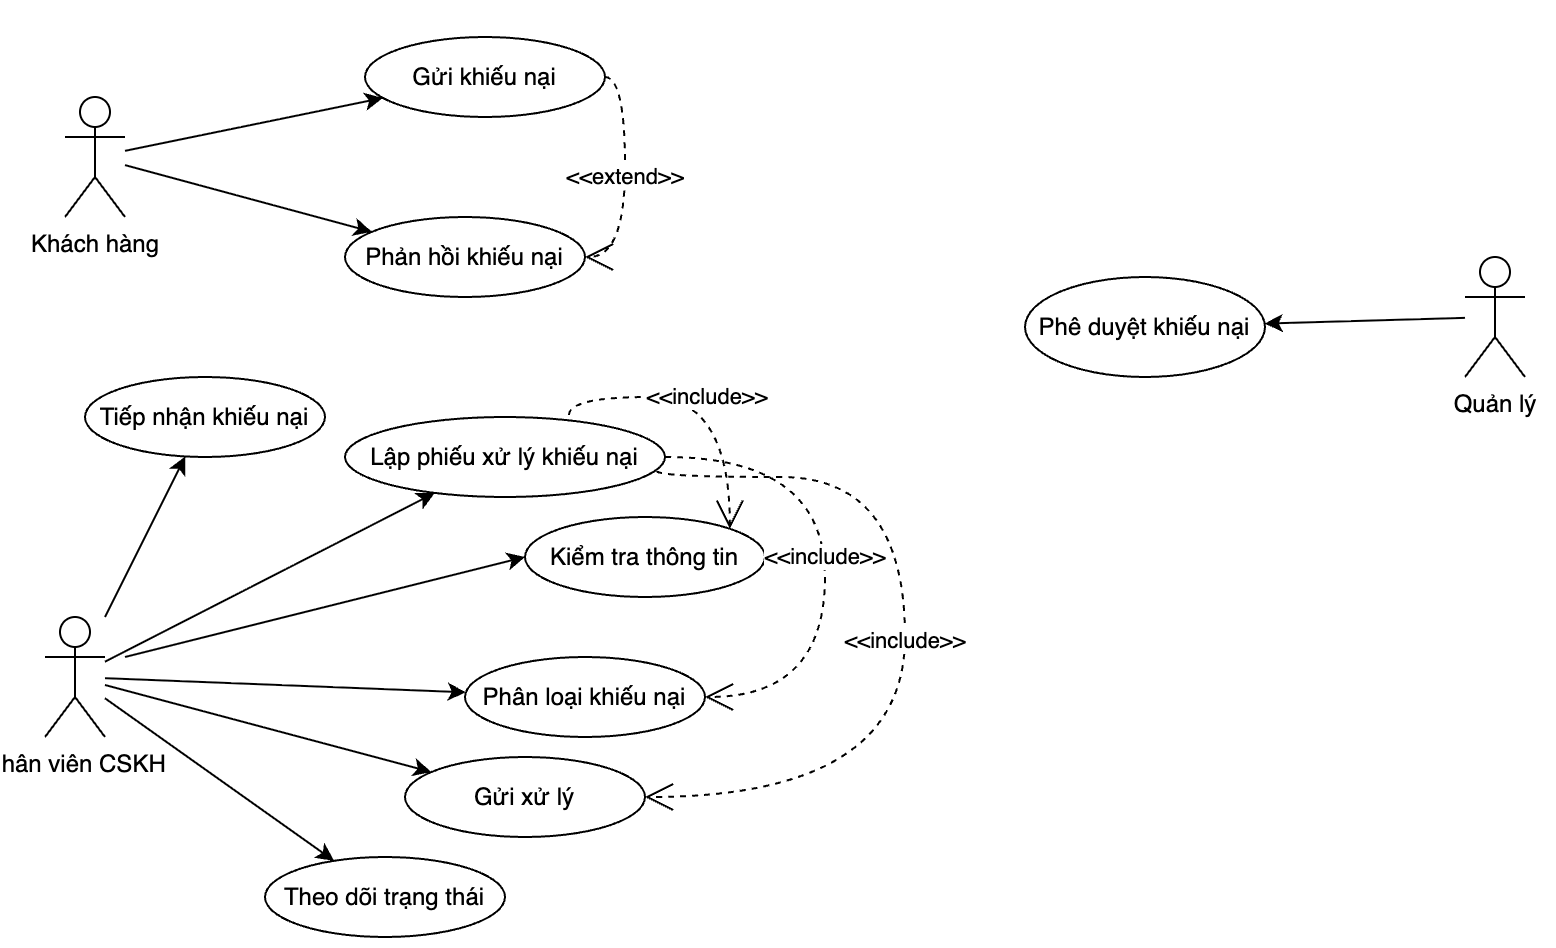 Gửi khiếu nại
<<extend>>
Khách hàng
Phản hồi khiếu nại
Phê duyệt khiếu nại
Quản lý
Tiếp nhận khiếu nại
<<include>>
Lập phiếu xử lý khiếu nại
Kiểm tra thông tin
<<include>>
<<include>>
Phân loại khiếu nại
hân viên CSKH
Gửi xử lý
Theo dõi trạng thái